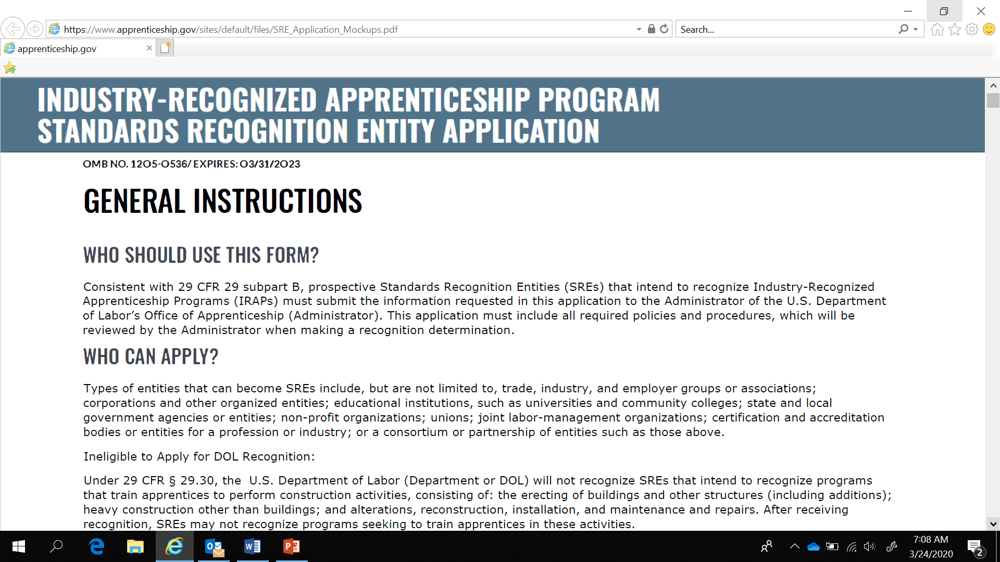 https://www.apprenticeship.gov/sites/default/files/SRE_Application_Mockups.pdf
Search...
apprenticeship.gov
INDUSTRY-RECOGNIZED APPRENTICESHIP PROGRAM
STANDARDS RECOGNITION ENTITY APPLICATION
OMB NO. 1205-0536/ EXPIRES: 03/31/2023
GENERAL INSTRUCTIONS
WHO SHOULD USE THIS FORM?
Consistent with 29 CFR 29 subpart B, prospective Standards Recognition Entities (SREs) that intend to recognize Industry-Recognized
Apprenticeship Programs (IRAPs) must submit the information requested in this application to the Administrator of the U.S. Department
of Labor’s Office of Apprenticeship (Administrator). This application must include all required policies and procedures, which will be
reviewed by the Administrator when making a recognition determination.
WHO CAN APPLY?
Types of entities that can become SREs include, but are not limited to, trade, industry, and employer groups or associations;
corporations and other organized entities; educational institutions, such as universities and community colleges; state and local
government agencies or entities; non-profit organizations; unions; joint labor-management organizations; certification and accreditation
bodies or entities for a profession or industry; or a consortium or partnership of entities such as those above.
Ineligible to Apply for DOL Recognition:
Under 29 CFR § 29.30, the U.S. Department of Labor (Department or DOL) will not recognize SREs that intend to recognize programs
that train apprentices to perform construction activities, consisting of: the erecting of buildings and other structures (including additions);
heavy construction other than buildings; and alterations, reconstruction, installation, and maintenance and repairs. After receiving
recognition, SREs may not recognize programs seeking to train apprentices in these activities.
7:08 AM
3/24/2020
2